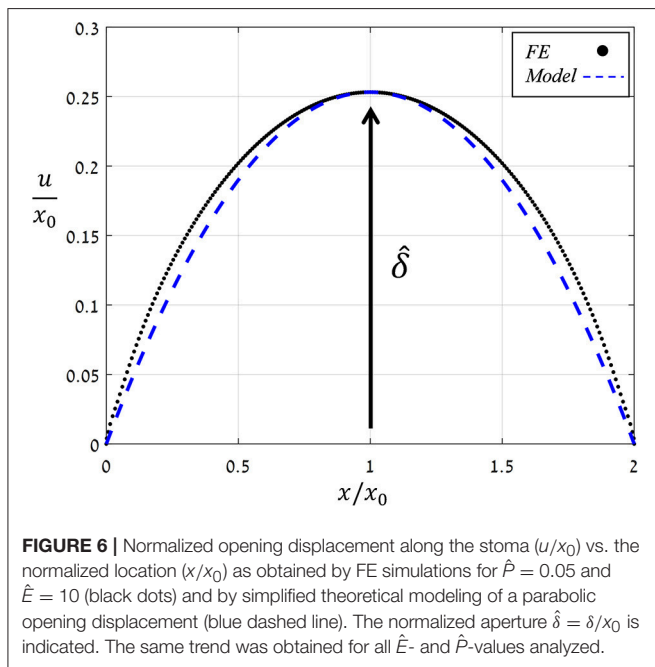 FE
Model
0.3
0.25
0.2
0.15
0.1
0.05
0
u
x₀
δ̂
0 0.5 1 1.5 2
x/x₀
FIGURE 6 | Normalized opening displacement along the stoma (u/x₀) vs. the
normalized location (x/x₀) as obtained by FE simulations for P̂ = 0.05 and
Ê = 10 (black dots) and by simplified theoretical modeling of a parabolic
opening displacement (blue dashed line). The normalized aperture δ̂ = δ/x₀ is
indicated. The same trend was obtained for all Ê- and P̂-values analyzed.